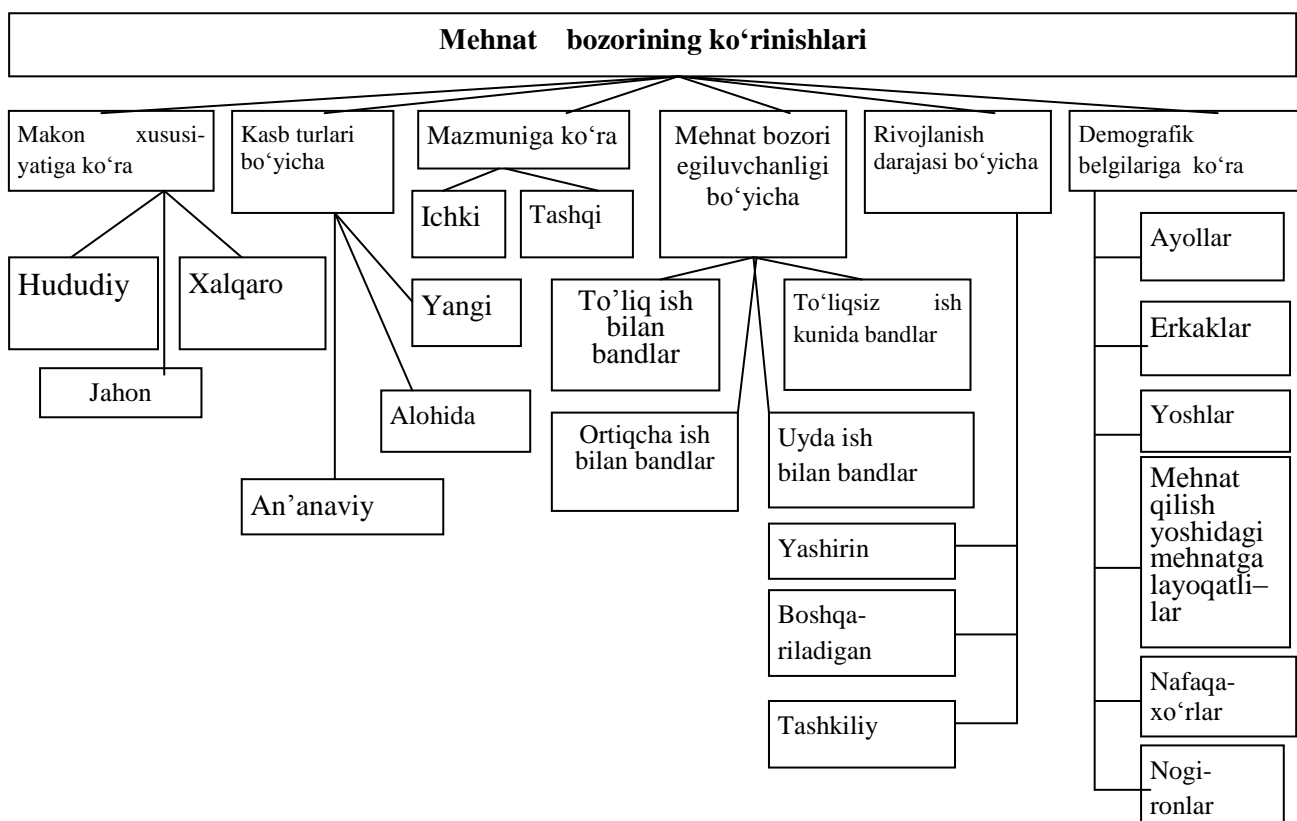 Mehnat bozorining ko‘rinishlari
Makon xususi-
yatiga ko‘ra
Kasb turlari
bo‘yicha
Mazmuniga ko‘ra
Mehnat bozori
egiluvchanligi
bo‘yicha
Rivojlanish
darajasi bo‘yicha
Demografik
belgilariga ko‘ra
Ichki
Tashqi
Ayollar
Hududiy
Xalqaro
Yangi
To’liq ish
bilan
bandlar
To‘liqsiz ish
kunida bandlar
Erkaklar
Jahon
Alohida
Yoshlar
Ortiqcha ish
bilan bandlar
Uyda ish
bilan bandlar
An’anaviy
Mehnat
qilish
yoshidagi
mehnatga
layoqatli–
lar
Yashirin
Boshqa-
riladigan
Tashkiliy
Nafaqa-
xo‘rlar
Nogi-
ronlar